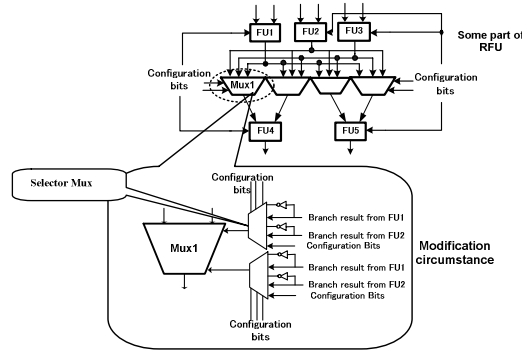 FU1
FU2
FU3
Some part of
RFU
Configuration
bits
Mux1
Configuration
bits
FU4
FU5
Selector Mux
Configuration
bits
Branch result from FU1
Branch result from FU2
Configuration Bits
Mux1
Modification
circumstance
Branch result from FU1
Branch result from FU2
Configuration Bits
Configuration
bits